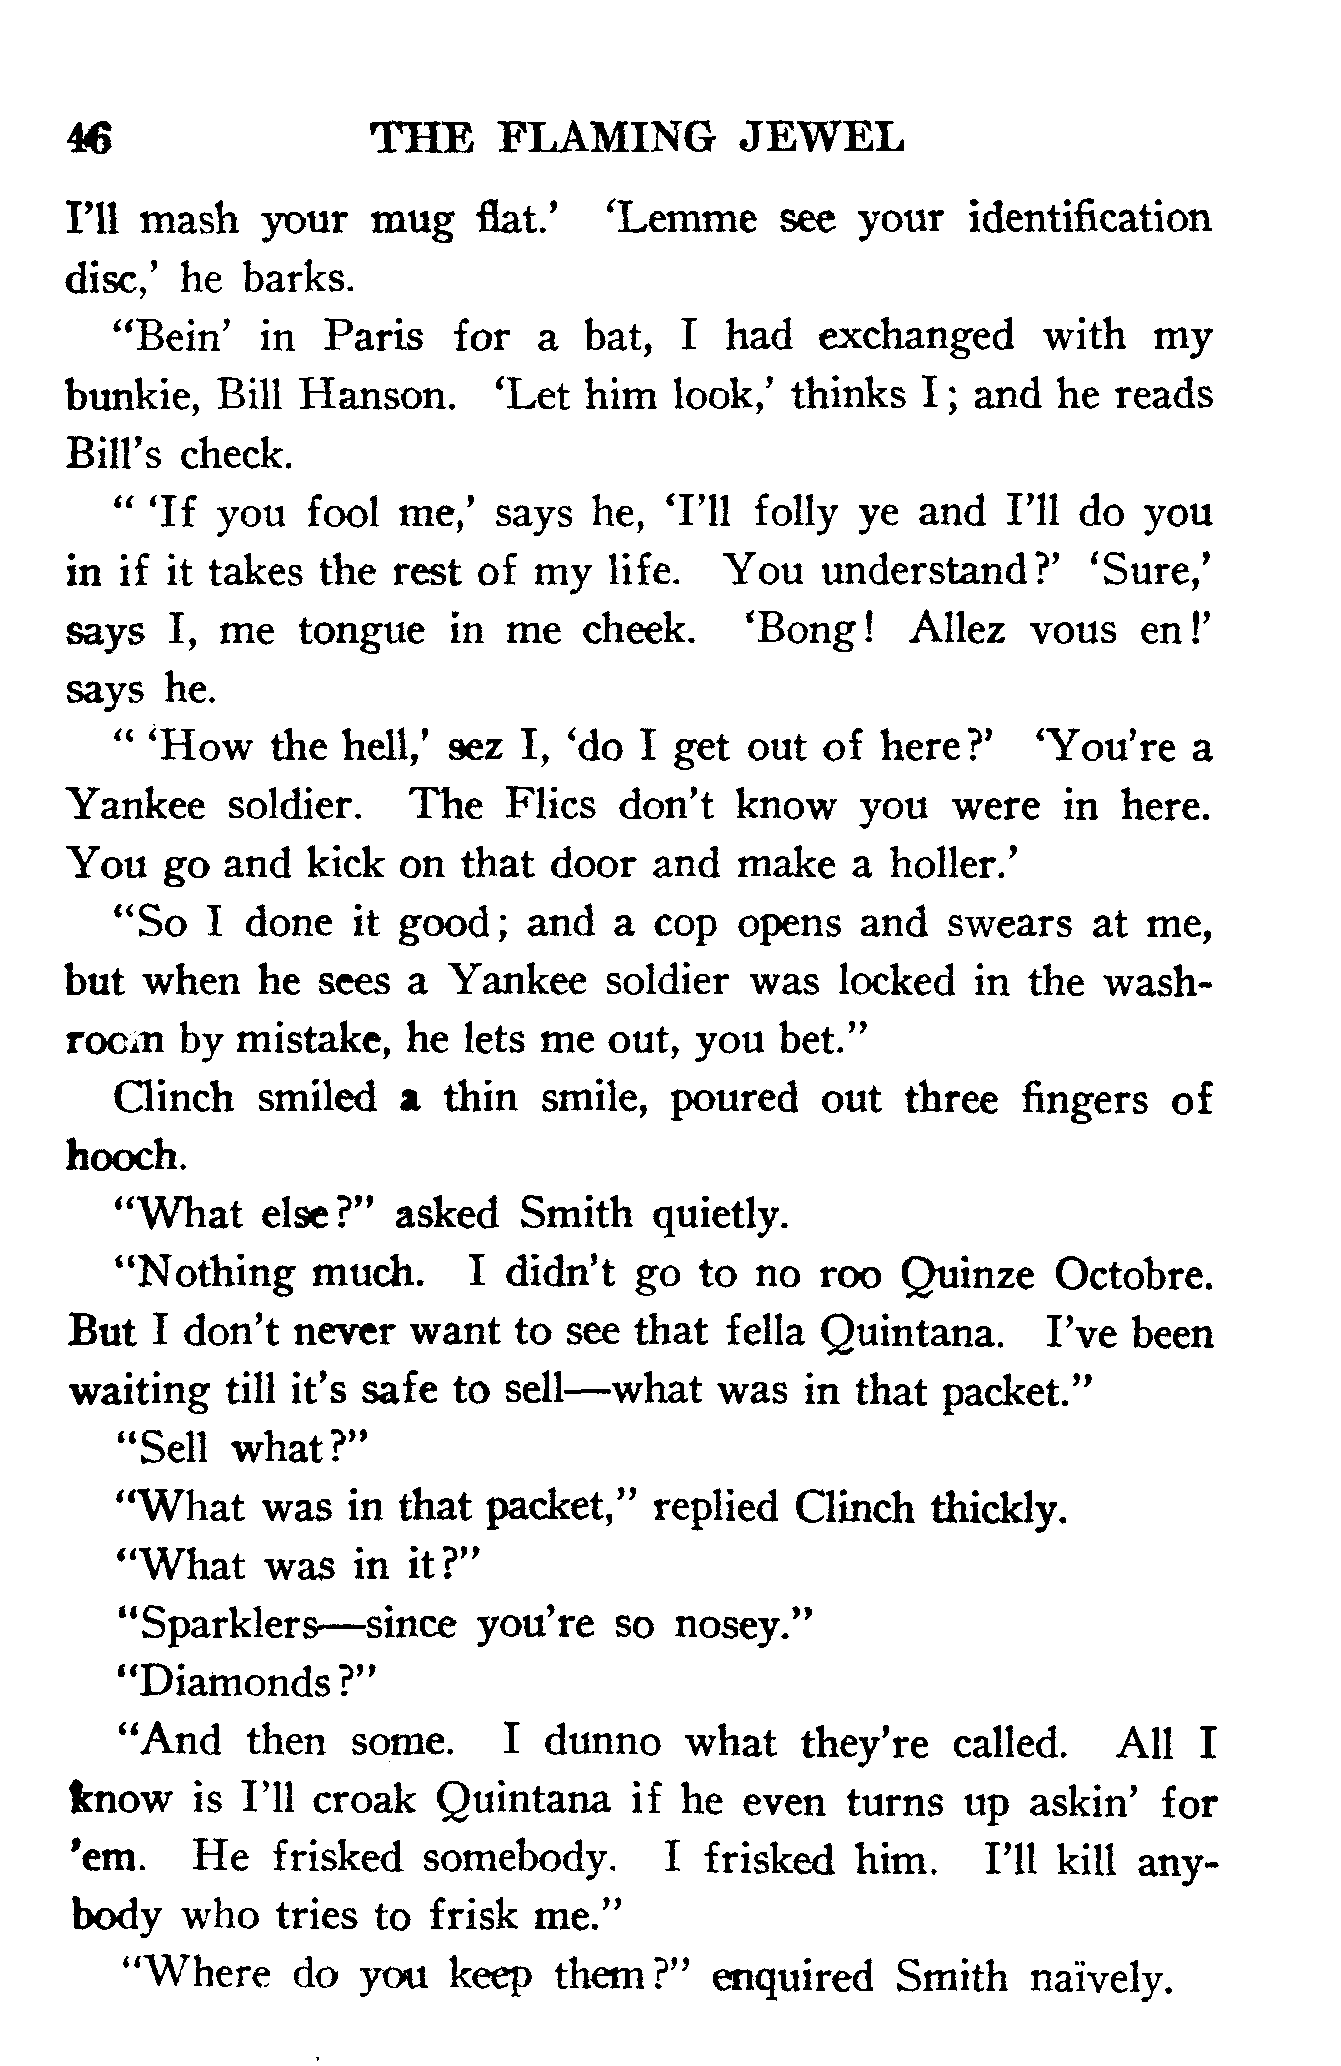 46 THE FLAMING JEWEL
I'll mash your mug flat.' 'Lemme see your identification
disc,' he barks.
"Bein' in Paris for a bat, I had exchanged with my
bunkie, Bill Hanson. 'Let him look,' thinks I; and he reads
Bill's check.
" 'If you fool me,' says he, 'I'll folly ye and I'll do you
in if it takes the rest of my life. You understand?' 'Sure,'
says I, me tongue in me cheek. 'Bong! Allez vous en!'
says he.
" 'How the hell,' sez I, 'do I get out of here?' 'You're a
Yankee soldier. The Flics don't know you were in here.
You go and kick on that door and make a holler.'
"So I done it good; and a cop opens and swears at me,
but when he sees a Yankee soldier was locked in the wash-
room by mistake, he lets me out, you bet."
Clinch smiled a thin smile, poured out three fingers of
hooch.
"What else?" asked Smith quietly.
"Nothing much. I didn't go to no roo Quinze Octobre.
But I don't never want to see that fella Quintana. I've been
waiting till it's safe to sell—what was in that packet."
"Sell what?"
"What was in that packet," replied Clinch thickly.
"What was in it?"
"Sparklers—since you're so nosey."
"Diamonds?"
"And then some. I dunno what they're called. All I
know is I'll croak Quintana if he even turns up askin' for
'em. He frisked somebody. I frisked him. I'll kill any-
body who tries to frisk me."
"Where do you keep them?" enquired Smith naïvely.